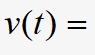 v(t) =